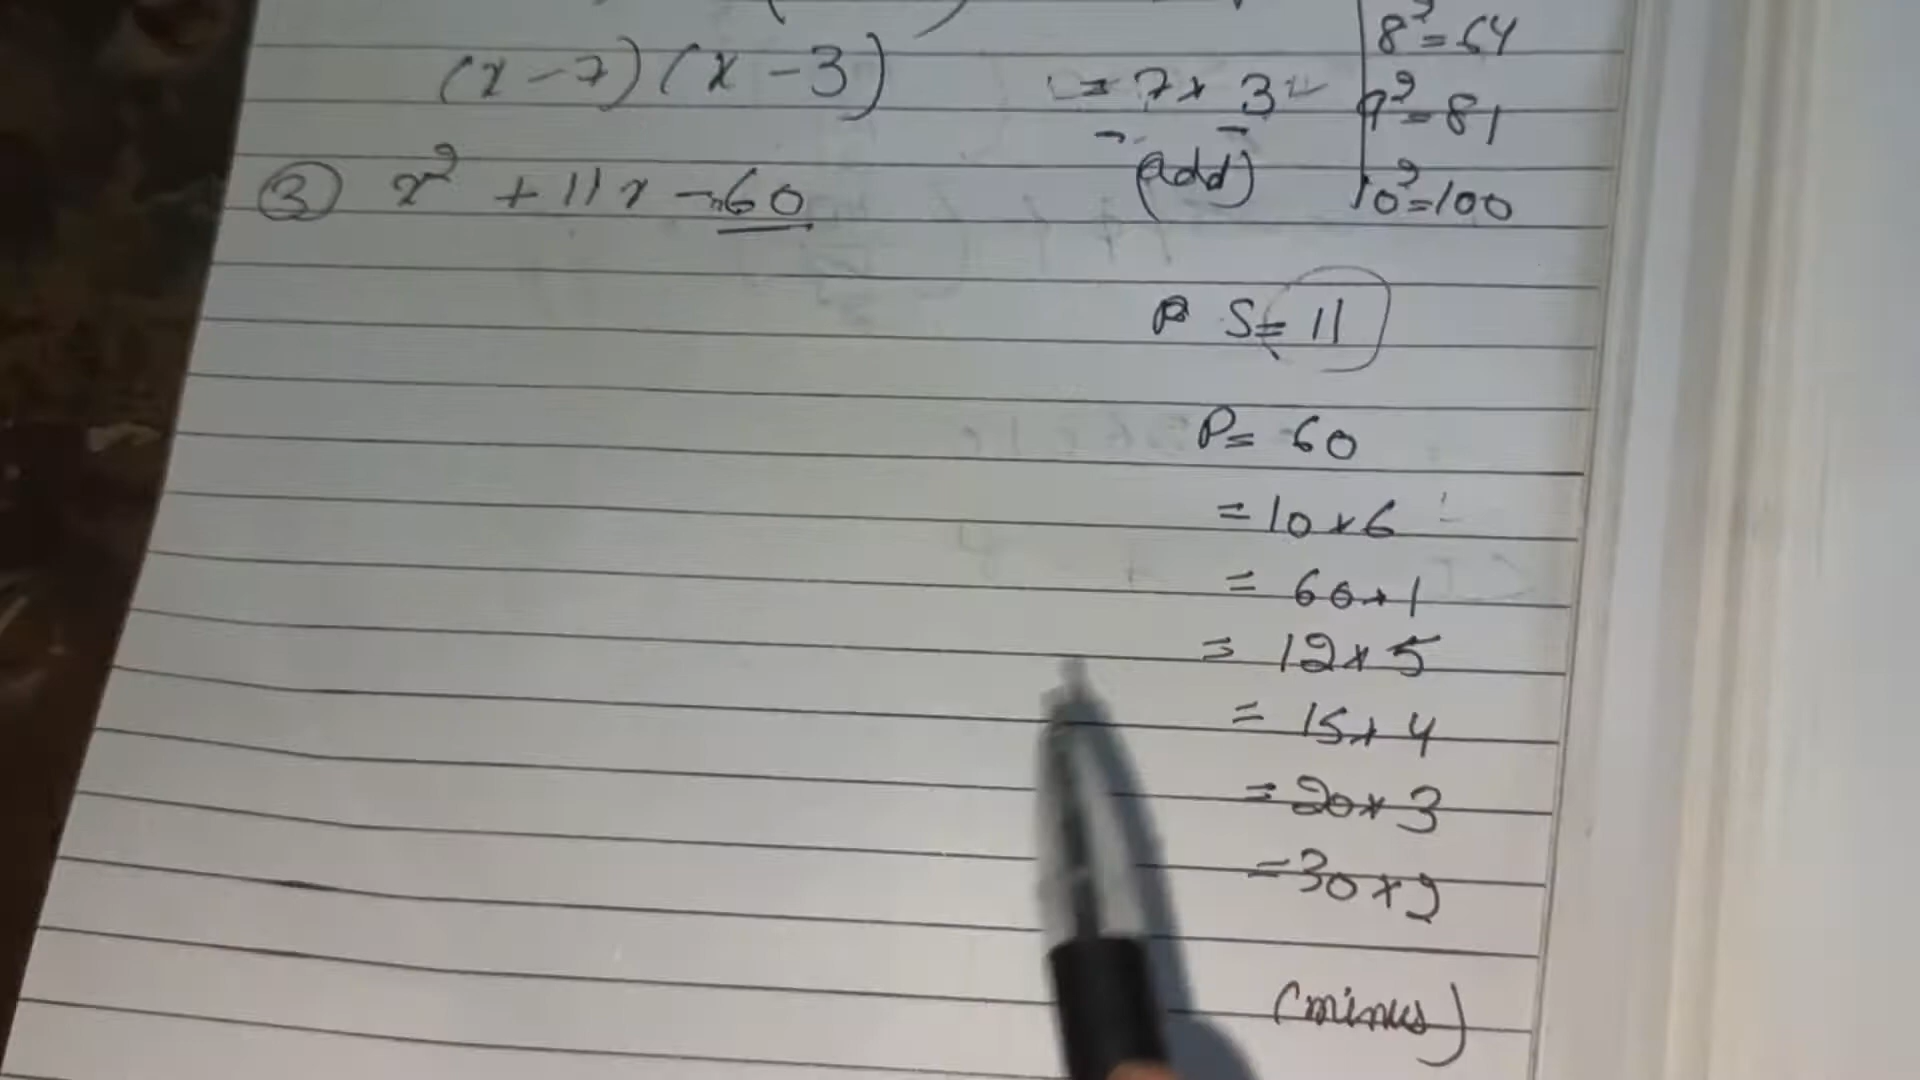 8²=64
(x-7)(x-3) = 7×3
9²=81
- -
(add)
③ x² +11x -60
10²=100
P S= 11
P= 60
=10×6
= 60×1
= 12×5
= 15×4
=20×3
=30×2
(minus)